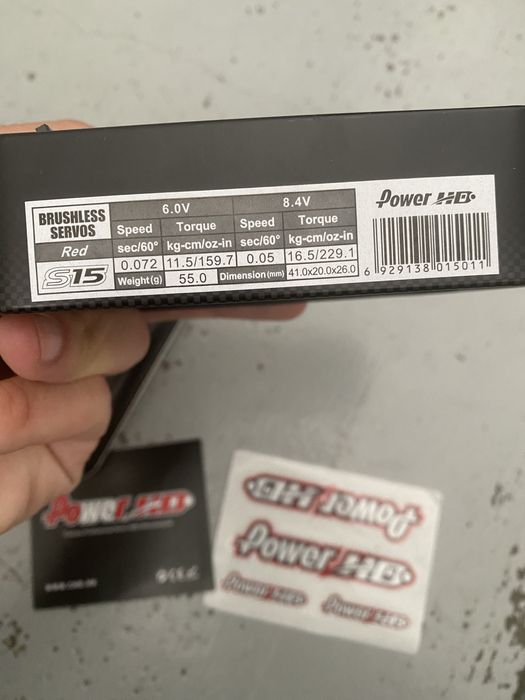 BRUSHLESS SERVOS 6.0V 8.4V
Speed Torque Speed Torque
Red sec/60° kg-cm/oz-in sec/60° kg-cm/oz-in
S15 0.072 11.5/159.7 0.05 16.5/229.1
Weight(g) 55.0 Dimension(mm) 41.0x20.0x26.0
Power HD
6 929138 015011
Power HD
Power HD
Power HD
Power HD
Power HD